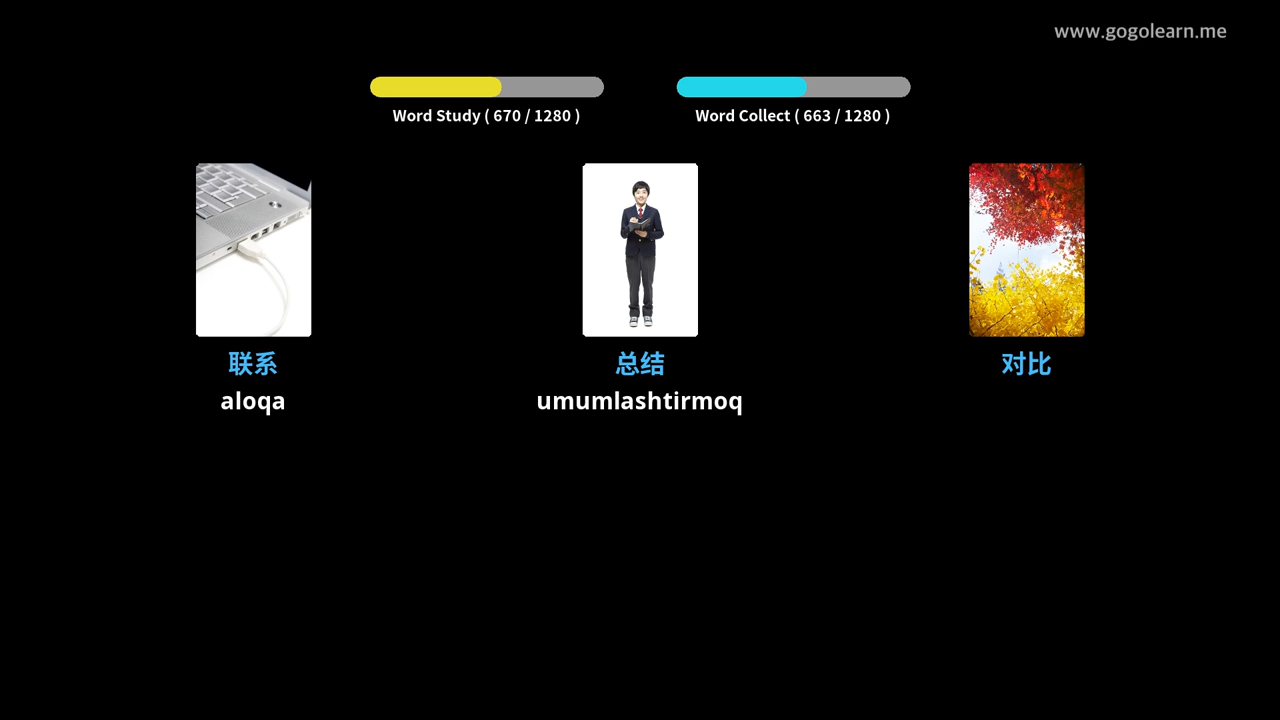 www.gogolearn.me
Word Study ( 670 / 1280 )
Word Collect ( 663 / 1280 )
联系
总结
对比
aloqa
umumlashtirmoq